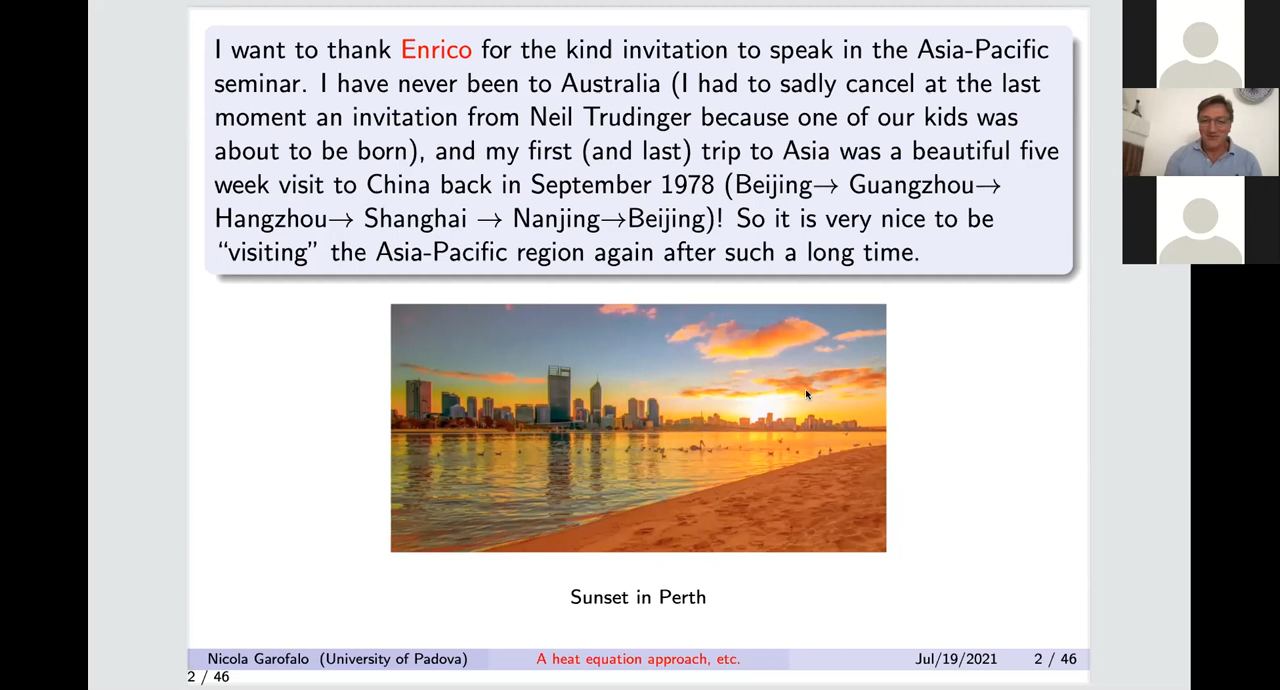 I want to thank Enrico for the kind invitation to speak in the Asia-Pacific
seminar. I have never been to Australia (I had to sadly cancel at the last
moment an invitation from Neil Trudinger because one of our kids was
about to be born), and my first (and last) trip to Asia was a beautiful five
week visit to China back in September 1978 (Beijing→ Guangzhou→
Hangzhou→ Shanghai → Nanjing→Beijing)! So it is very nice to be
“visiting” the Asia-Pacific region again after such a long time.
Sunset in Perth
Nicola Garofalo (University of Padova) A heat equation approach, etc. Jul/19/2021 2 / 46
2 / 46